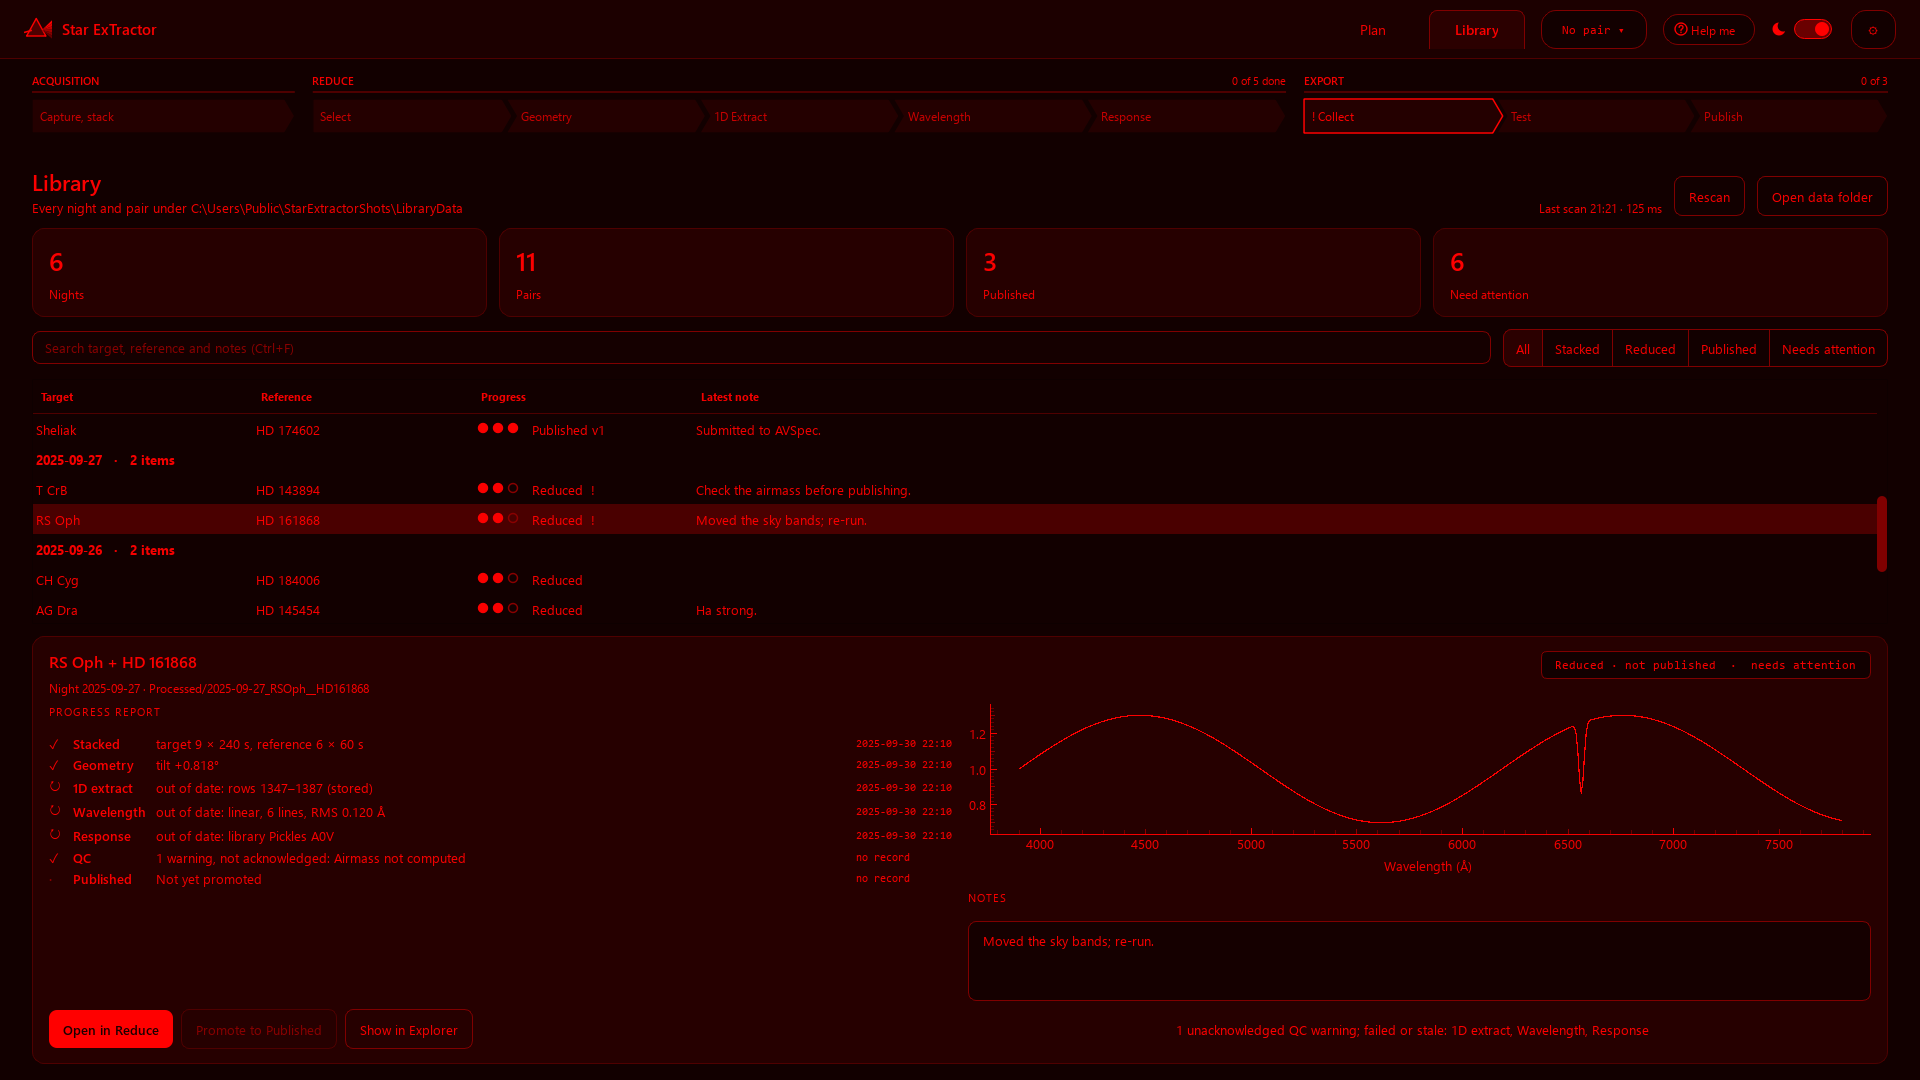 Star ExTractor
Plan
Library
No pair
Help me
ACQUISITION
REDUCE
0 of 5 done
EXPORT
0 of 3
Capture, stack
Select
Geometry
1D Extract
Wavelength
Response
! Collect
Test
Publish
Library
Every night and pair under C:\Users\Public\StarExtractorShots\LibraryData
Last scan 21:21 · 125 ms
Rescan
Open data folder
6
Nights
11
Pairs
3
Published
6
Need attention
Search target, reference and notes (Ctrl+F)
All
Stacked
Reduced
Published
Needs attention
Target Reference Progress Latest note
Sheliak HD 174602 Published v1 Submitted to AVSpec.
2025-09-27 · 2 items
T CrB HD 143894 Reduced ! Check the airmass before publishing.
RS Oph HD 161868 Reduced ! Moved the sky bands; re-run.
2025-09-26 · 2 items
CH Cyg HD 184006 Reduced
AG Dra HD 145454 Reduced Ha strong.
RS Oph + HD 161868
Reduced · not published · needs attention
Night 2025-09-27 · Processed/2025-09-27_RSOph__HD161868
PROGRESS REPORT
✓ Stacked target 9 × 240 s, reference 6 × 60 s 2025-09-30 22:10
✓ Geometry tilt +0.818° 2025-09-30 22:10
1D extract out of date: rows 1347–1387 (stored) 2025-09-30 22:10
Wavelength out of date: linear, 6 lines, RMS 0.120 Å 2025-09-30 22:10
Response out of date: library Pickles A0V 2025-09-30 22:10
✓ QC 1 warning, not acknowledged: Airmass not computed no record
· Published Not yet promoted no record
1.2
1.0
0.8
4000 4500 5000 5500 6000 6500 7000 7500
Wavelength (Å)
NOTES
Moved the sky bands; re-run.
Open in Reduce
Promote to Published
Show in Explorer
1 unacknowledged QC warning; failed or stale: 1D extract, Wavelength, Response